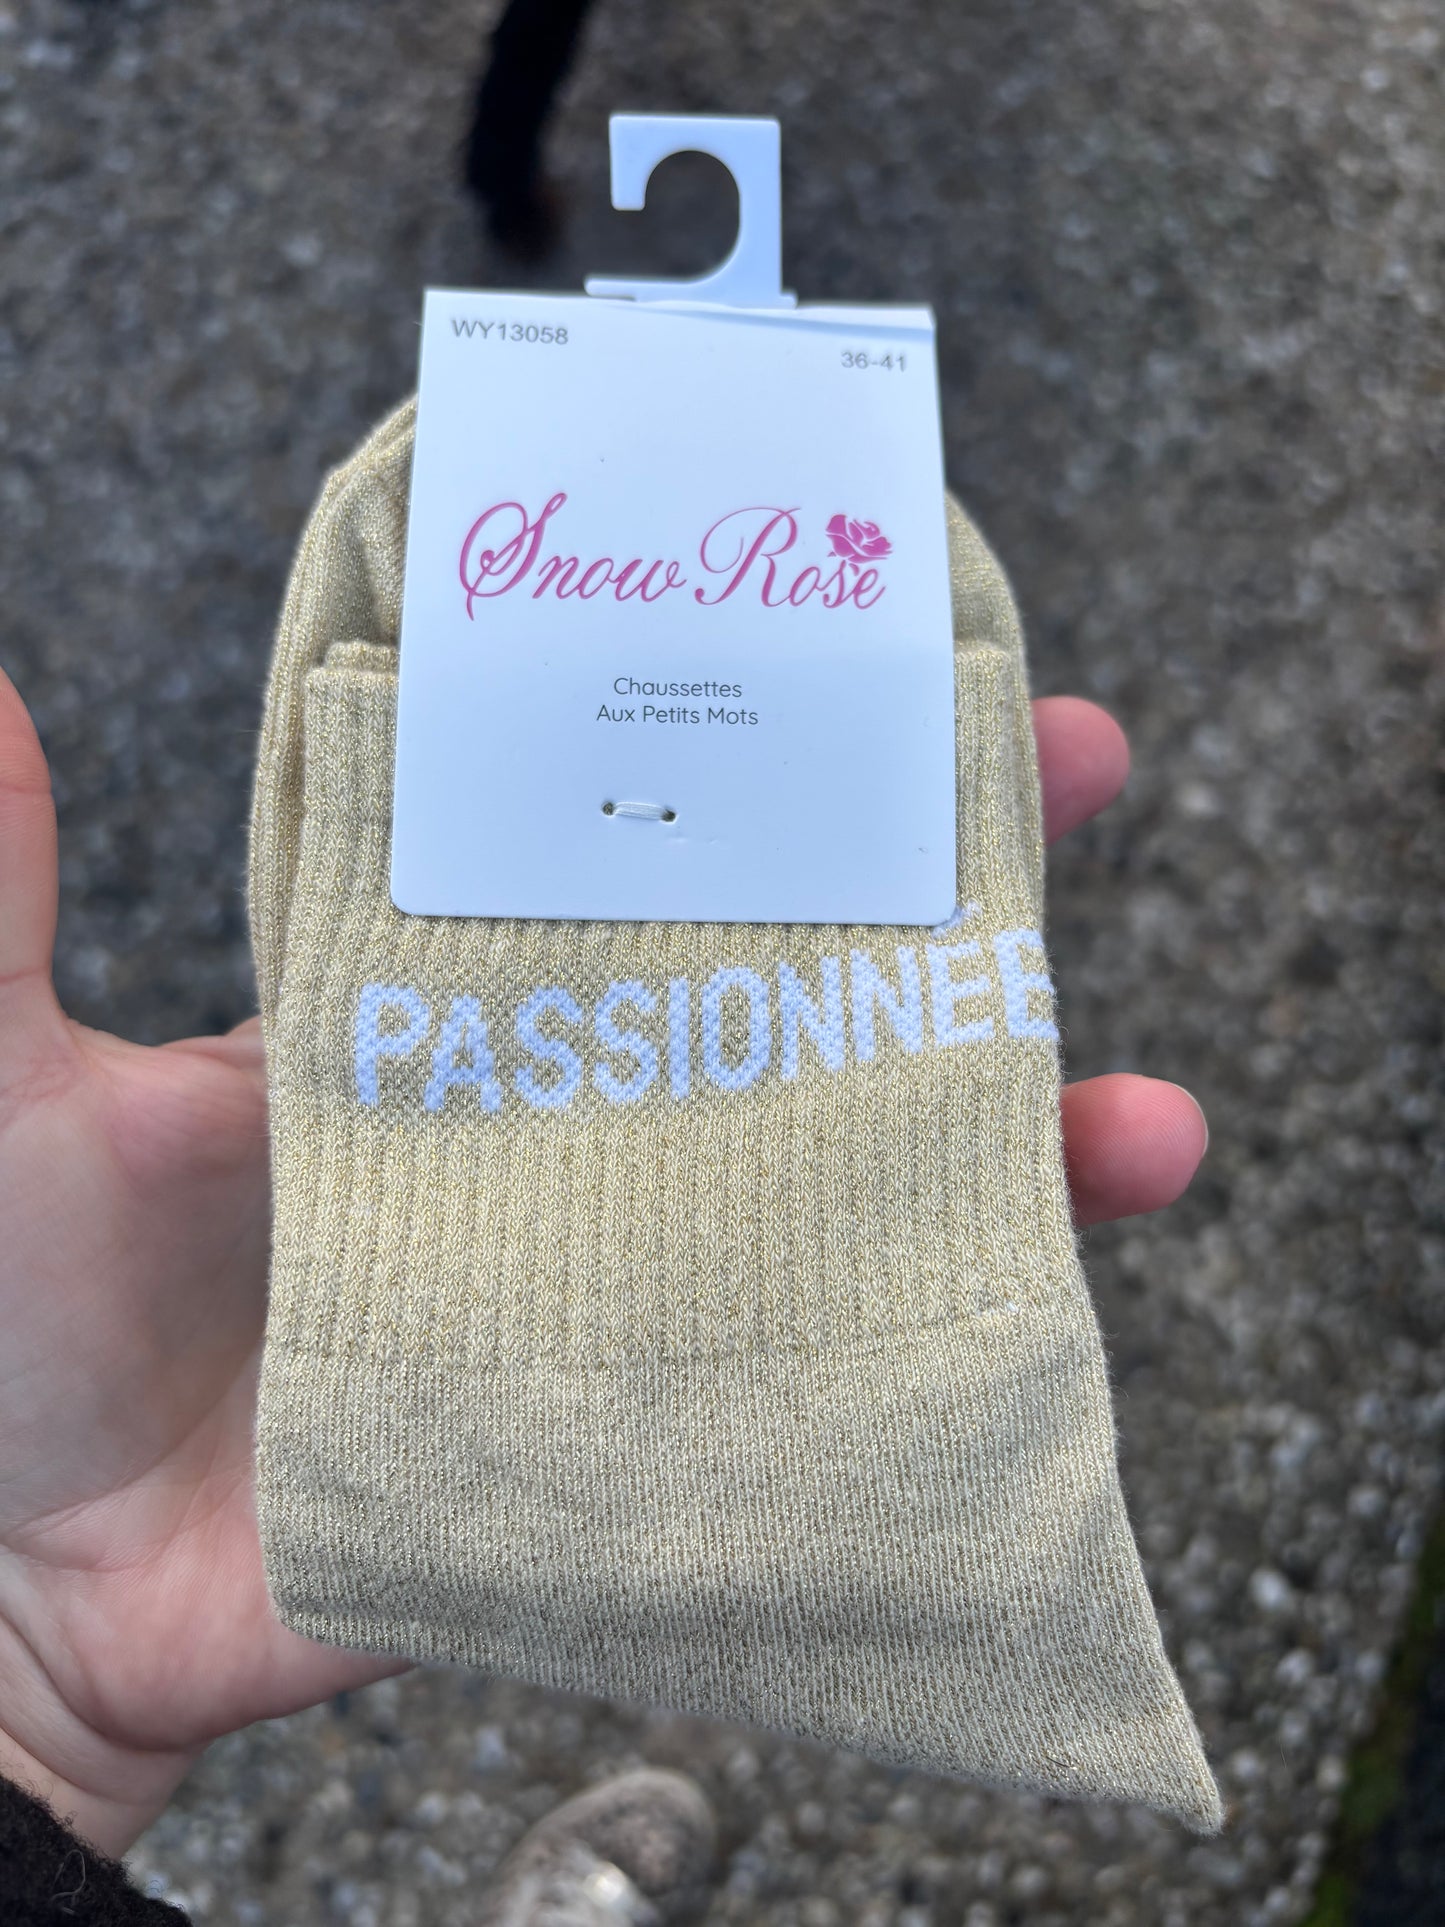 WY13058
36-41
Snow Rose
Chaussettes
Aux Petits Mots
PASSIONNÉE